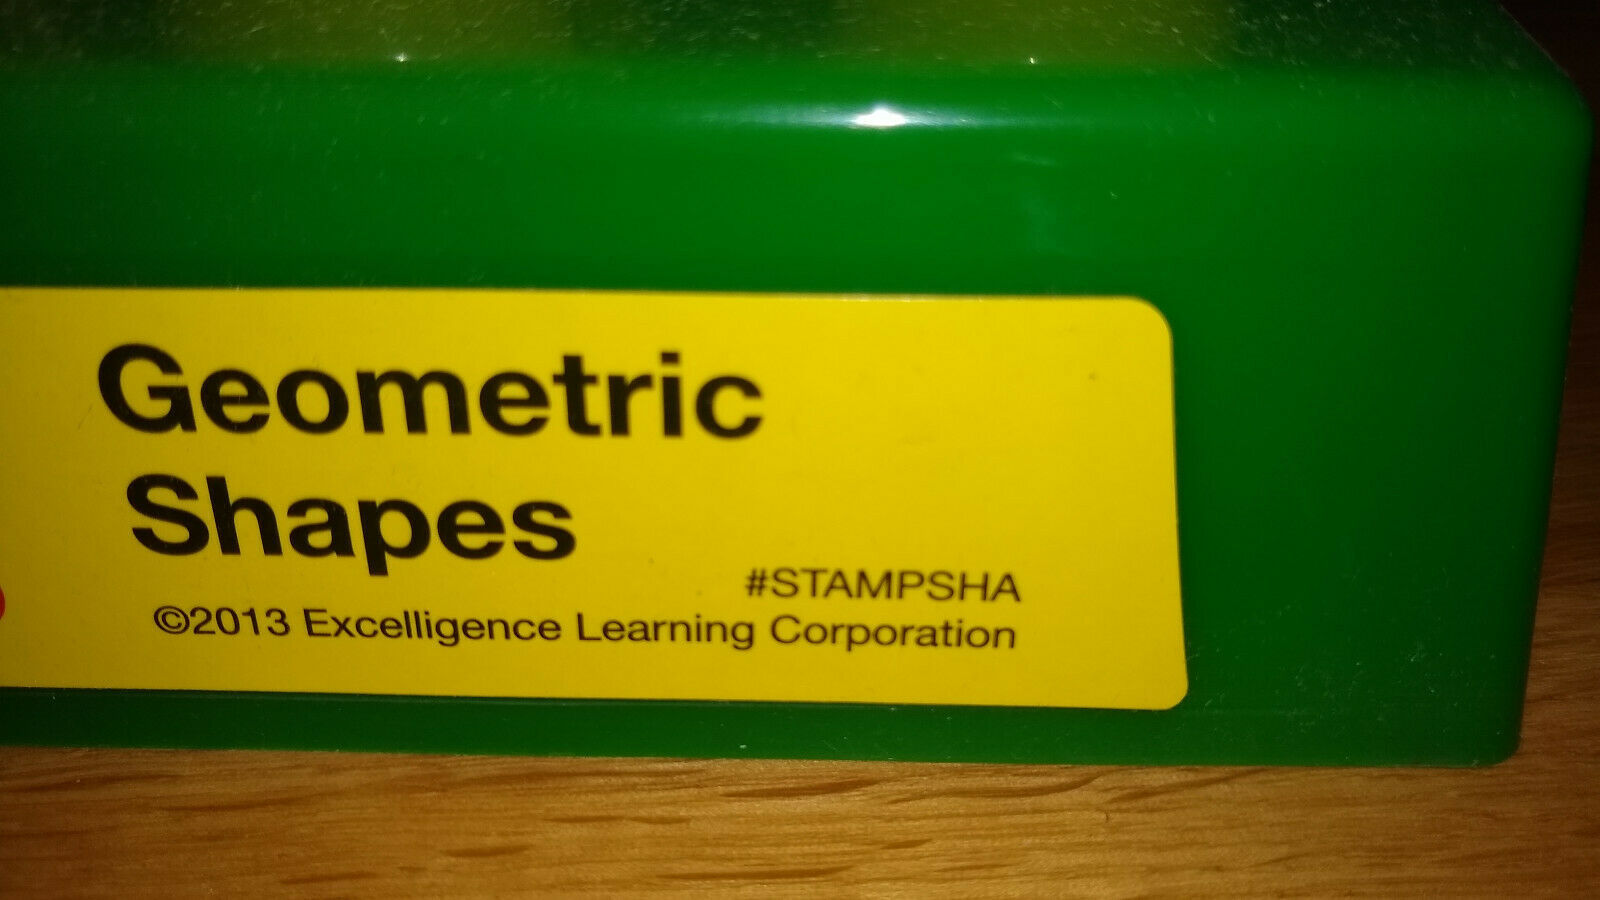 Geometric
Shapes
#STAMPSHA
©2013 Excelligence Learning Corporation